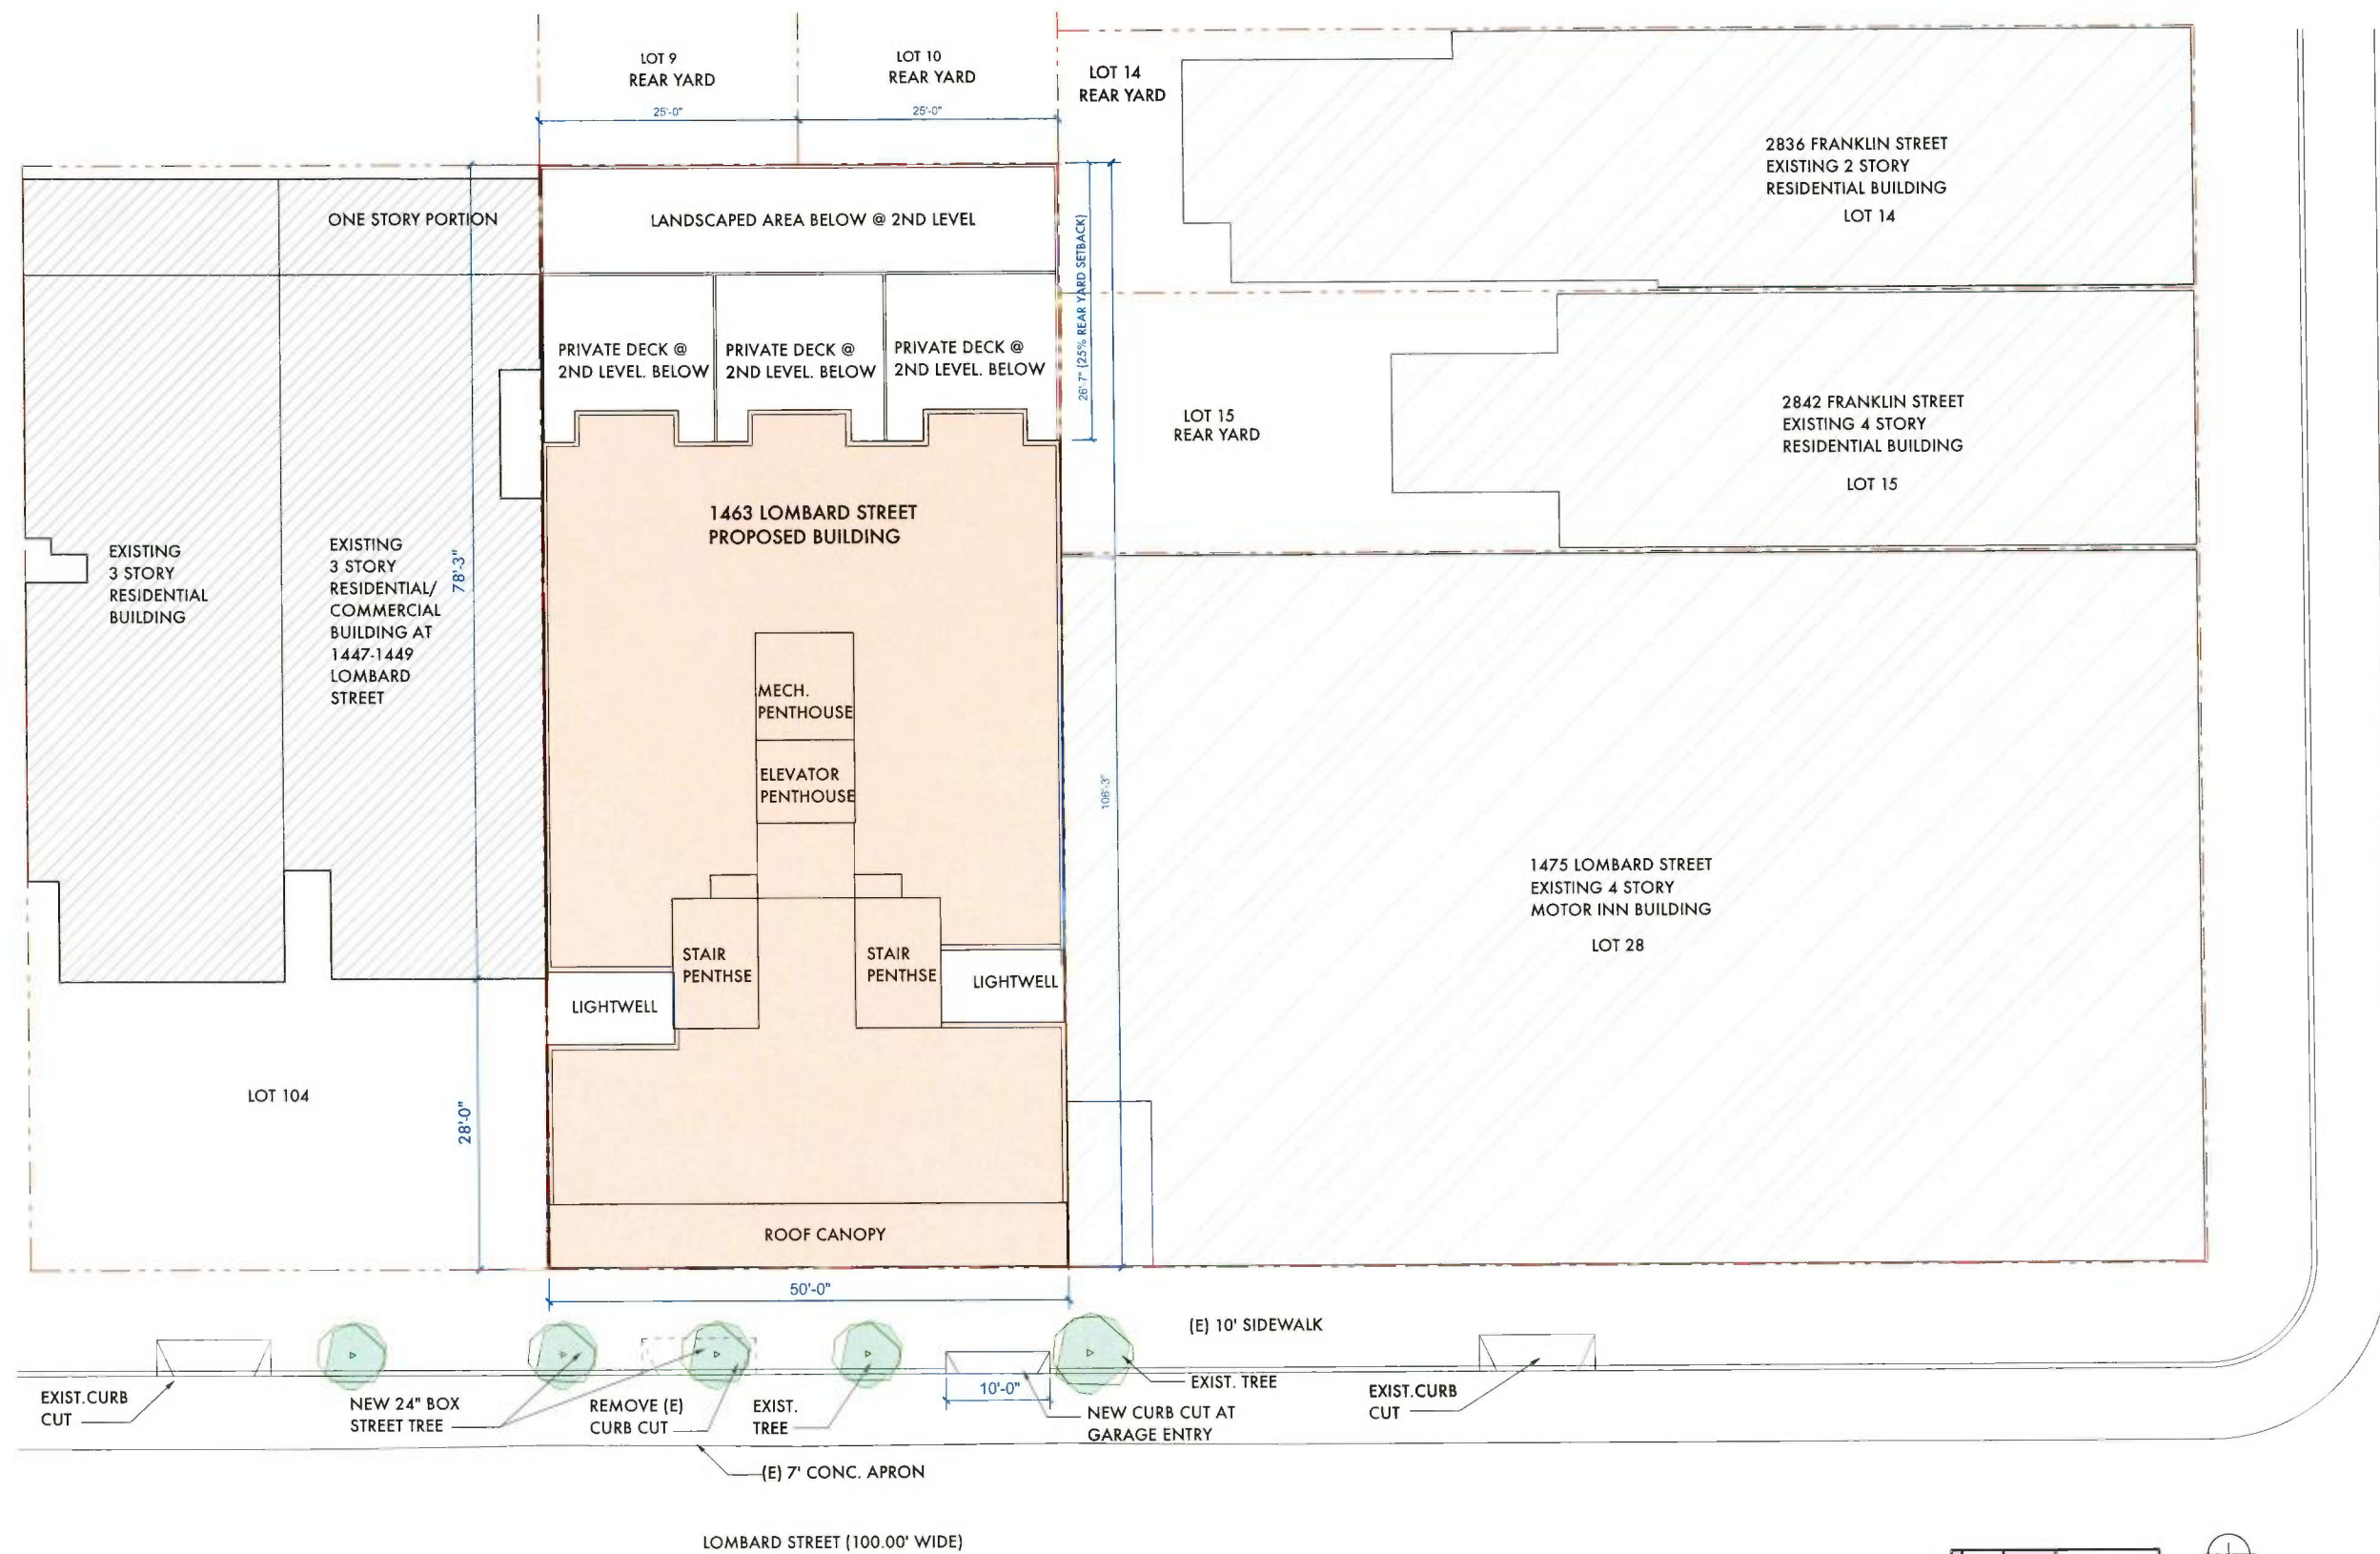 LOT 9
REAR YARD
LOT 10
REAR YARD
LOT 14
REAR YARD
25'-0"
25'-0"
2836 FRANKLIN STREET
EXISTING 2 STORY
RESIDENTIAL BUILDING
LOT 14
ONE STORY PORTION
LANDSCAPED AREA BELOW @ 2ND LEVEL
26'-7" (25% REAR YARD SETBACK)
PRIVATE DECK @
2ND LEVEL. BELOW
PRIVATE DECK @
2ND LEVEL. BELOW
PRIVATE DECK @
2ND LEVEL. BELOW
LOT 15
REAR YARD
2842 FRANKLIN STREET
EXISTING 4 STORY
RESIDENTIAL BUILDING
LOT 15
1463 LOMBARD STREET
PROPOSED BUILDING
EXISTING
3 STORY
RESIDENTIAL
BUILDING
EXISTING
3 STORY
RESIDENTIAL/
COMMERCIAL
BUILDING AT
1447-1449
LOMBARD
STREET
78'-3"
MECH.
PENTHOUSE
ELEVATOR
PENTHOUSE
106'-3"
1475 LOMBARD STREET
EXISTING 4 STORY
MOTOR INN BUILDING
LOT 28
STAIR
PENTHSE
STAIR
PENTHSE
LIGHTWELL
LIGHTWELL
LOT 104
28'-0"
ROOF CANOPY
50'-0"
(E) 10' SIDEWALK
EXIST.CURB
CUT
NEW 24" BOX
STREET TREE
REMOVE (E)
CURB CUT
EXIST.
TREE
10'-0"
EXIST. TREE
NEW CURB CUT AT
GARAGE ENTRY
EXIST.CURB
CUT
(E) 7' CONC. APRON
LOMBARD STREET (100.00' WIDE)